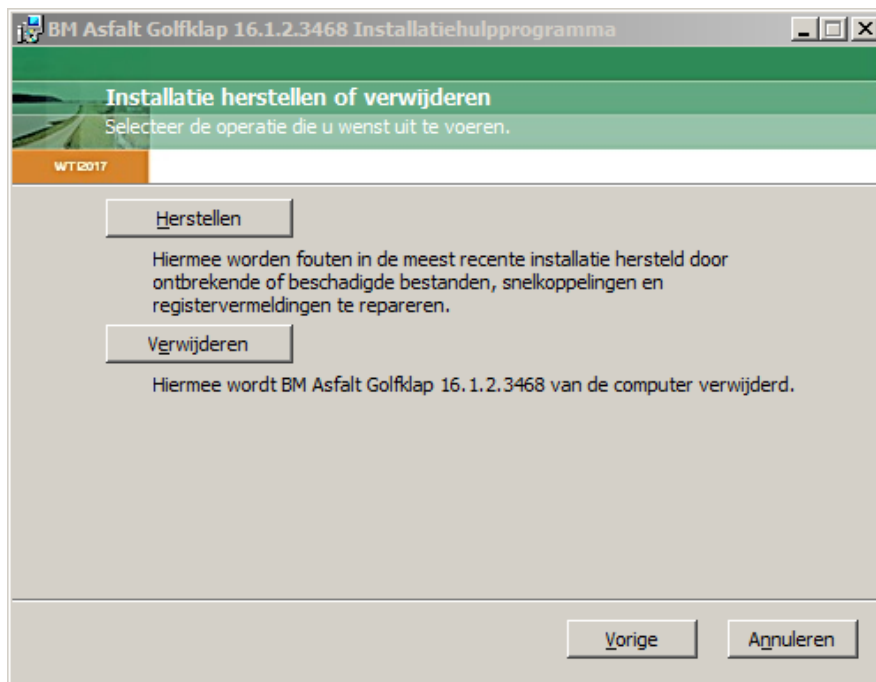 BM Asfalt Golfklap 16.1.2.3468 Installatiehulpprogramma
Installatie herstellen of verwijderen
Selecteer de operatie die u wenst uit te voeren.
WTI2017
Herstellen
Hiermee worden fouten in de meest recente installatie hersteld door
ontbrekende of beschadigde bestanden, snelkoppelingen en
registervermeldingen te repareren.
Verwijderen
Hiermee wordt BM Asfalt Golfklap 16.1.2.3468 van de computer verwijderd.
Vorige
Annuleren